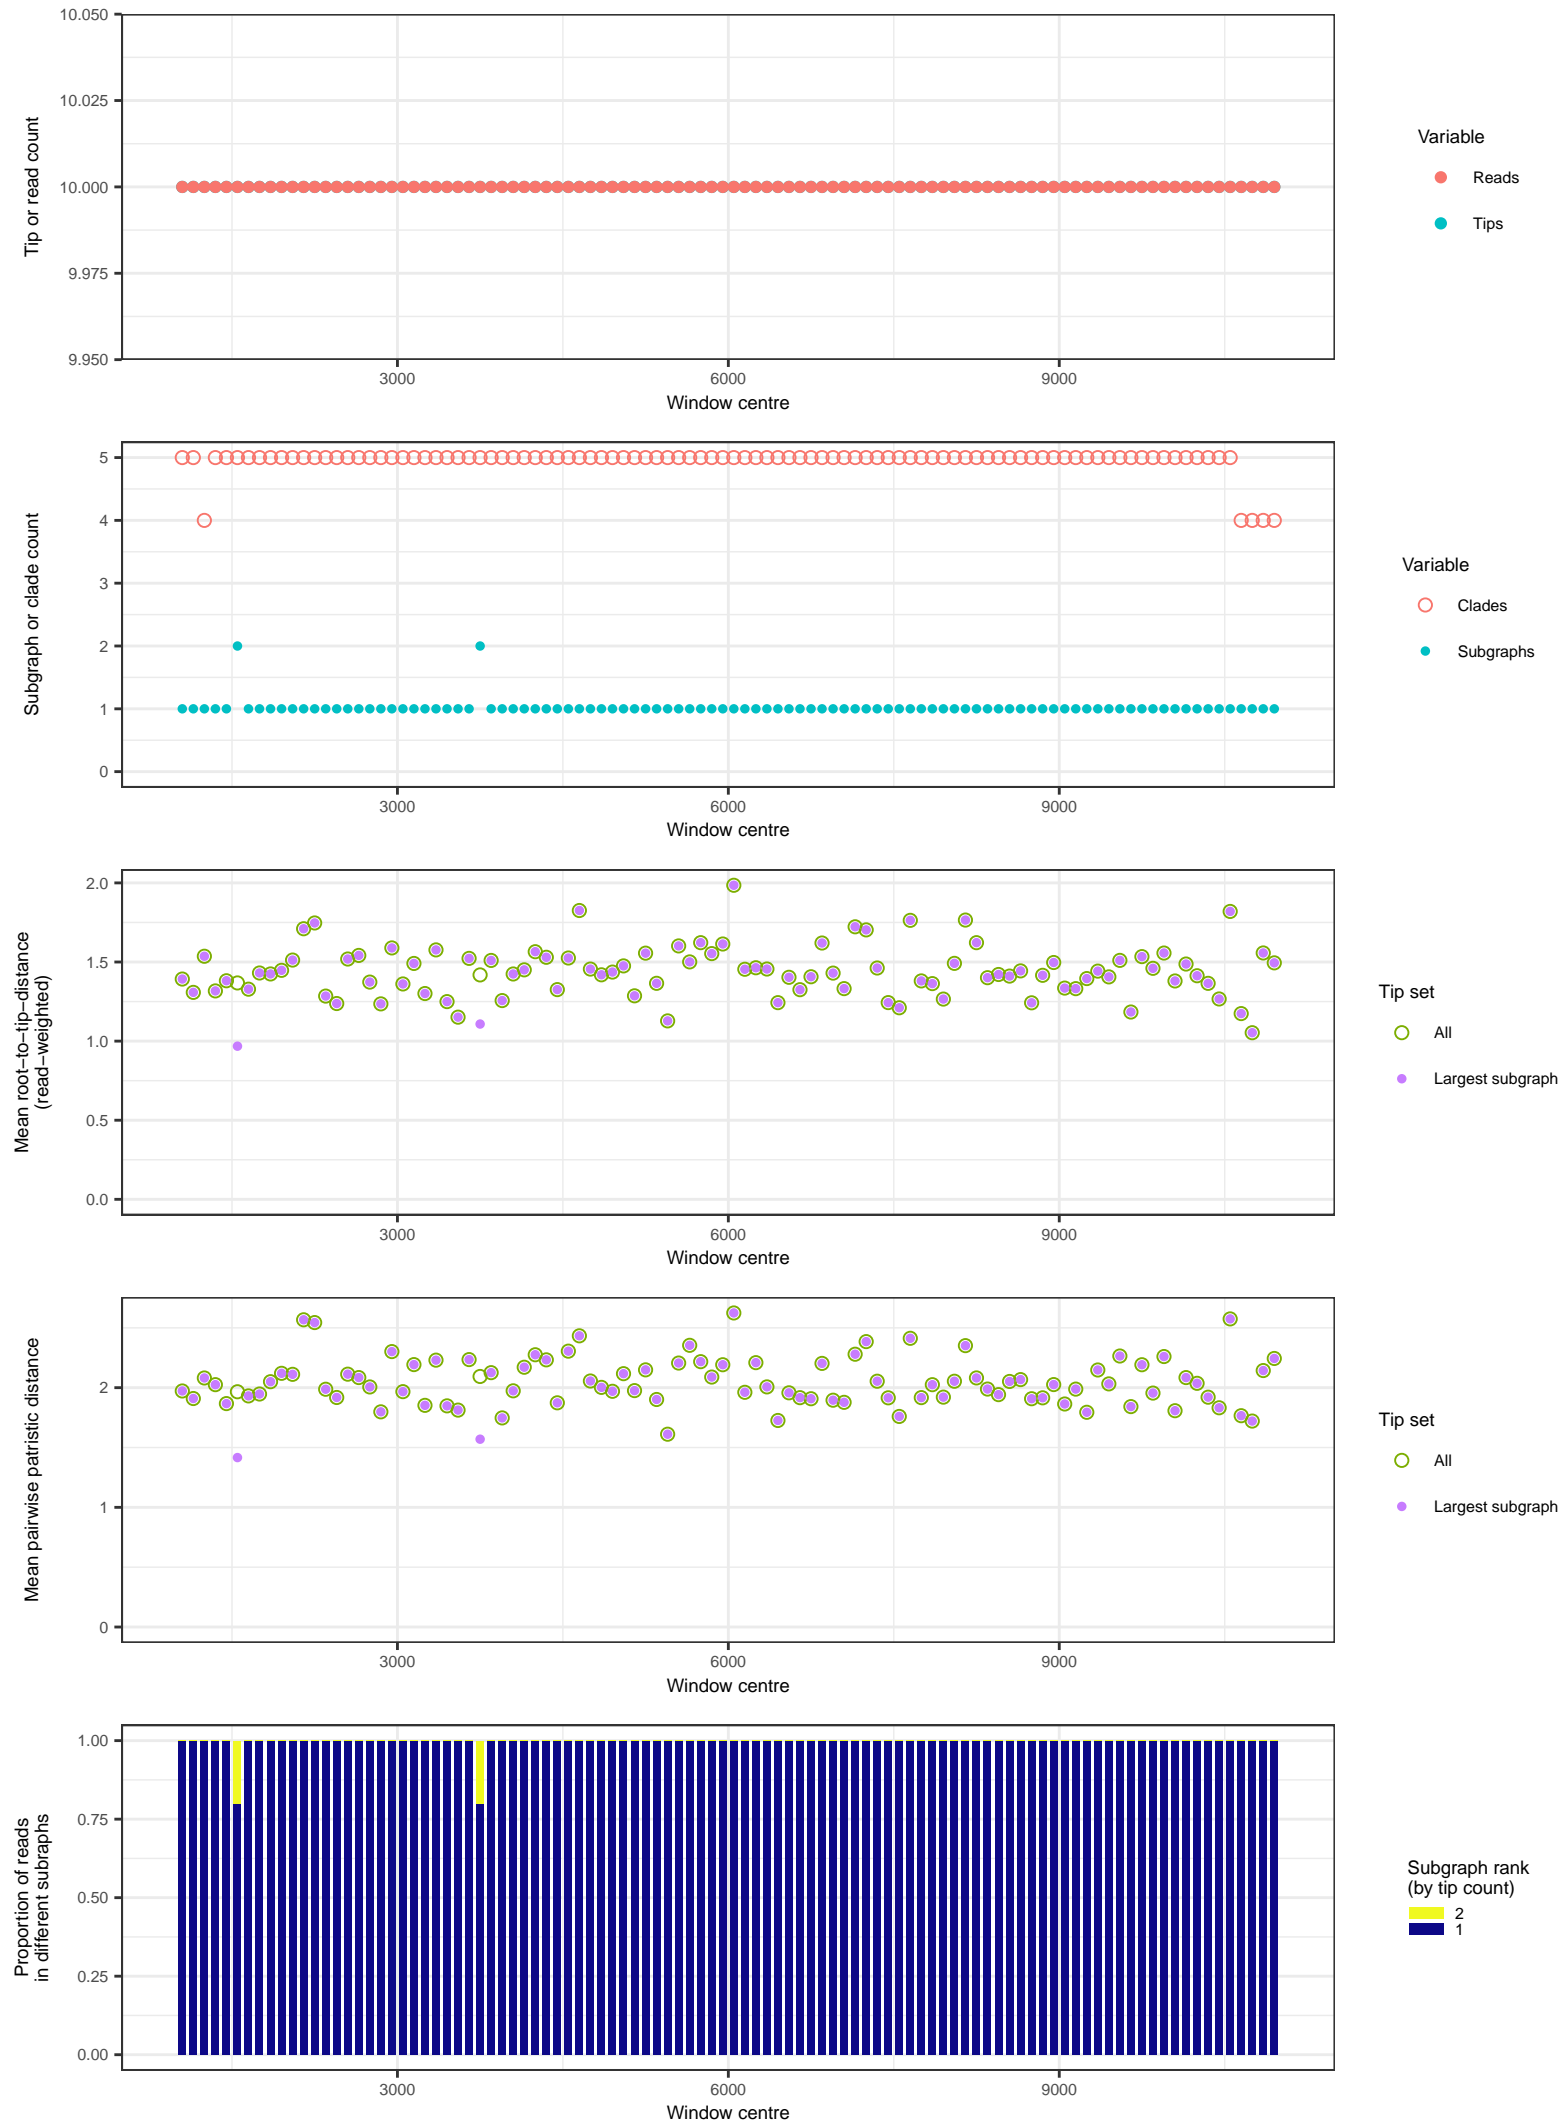 10.050
10.025
10.000
9.975
9.950
Tip or read count
3000 6000 9000
Window centre
Variable
Reads
Tips
5
4
3
2
1
0
Subgraph or clade count
3000 6000 9000
Window centre
Variable
Clades
Subgraphs
2.0
1.5
1.0
0.5
0.0
Mean root−to−tip−distance
(read−weighted)
3000 6000 9000
Window centre
Tip set
All
Largest subgraph
2
1
0
Mean pairwise patristic distance
3000 6000 9000
Window centre
Tip set
All
Largest subgraph
1.00
0.75
0.50
0.25
0.00
Proportion of reads
in different subraphs
3000 6000 9000
Window centre
Subgraph rank
(by tip count)
2
1